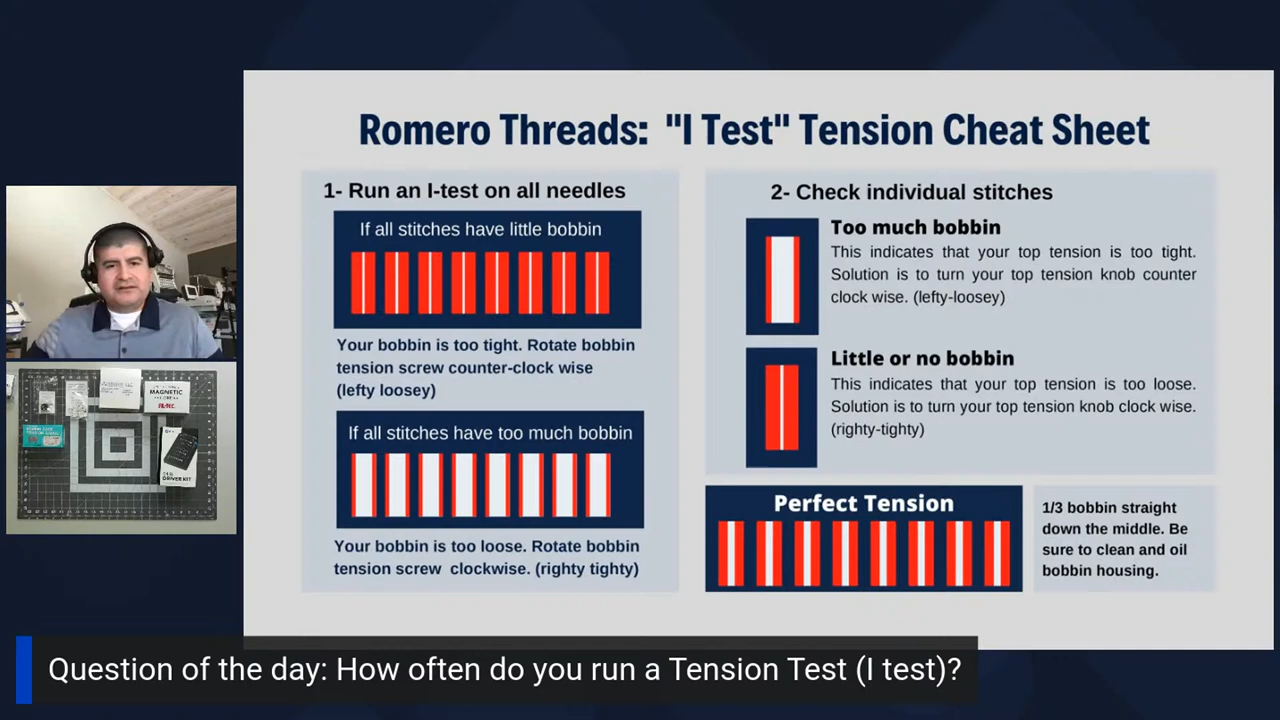 Romero Threads: "I Test" Tension Cheat Sheet
1- Run an I-test on all needles
If all stitches have little bobbin
Your bobbin is too tight. Rotate bobbin
tension screw counter-clock wise
(lefty loosey)
If all stitches have too much bobbin
Your bobbin is too loose. Rotate bobbin
tension screw clockwise. (righty tighty)
2- Check individual stitches
Too much bobbin
This indicates that your top tension is too tight.
Solution is to turn your top tension knob counter
clock wise. (lefty-loosey)
Little or no bobbin
This indicates that your top tension is too loose.
Solution is to turn your top tension knob clock wise.
(righty-tighty)
Perfect Tension
1/3 bobbin straight
down the middle. Be
sure to clean and oil
bobbin housing.
MAGNETIC
DRIVER KIT
Question of the day: How often do you run a Tension Test (I test)?